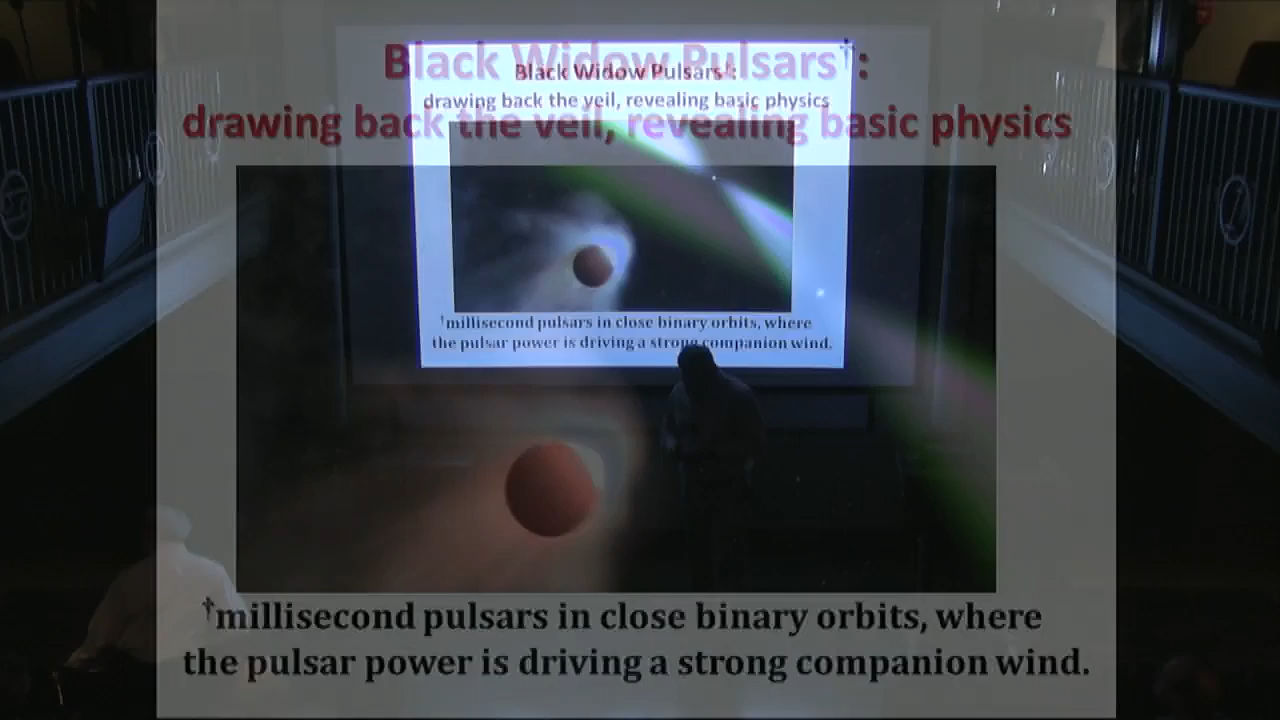 Black Widow Pulsars†:
drawing back the veil, revealing basic physics
†millisecond pulsars in close binary orbits, where
the pulsar power is driving a strong companion wind.
Black Widow Pulsars†:
drawing back the veil, revealing basic physics
†millisecond pulsars in close binary orbits, where
the pulsar power is driving a strong companion wind.